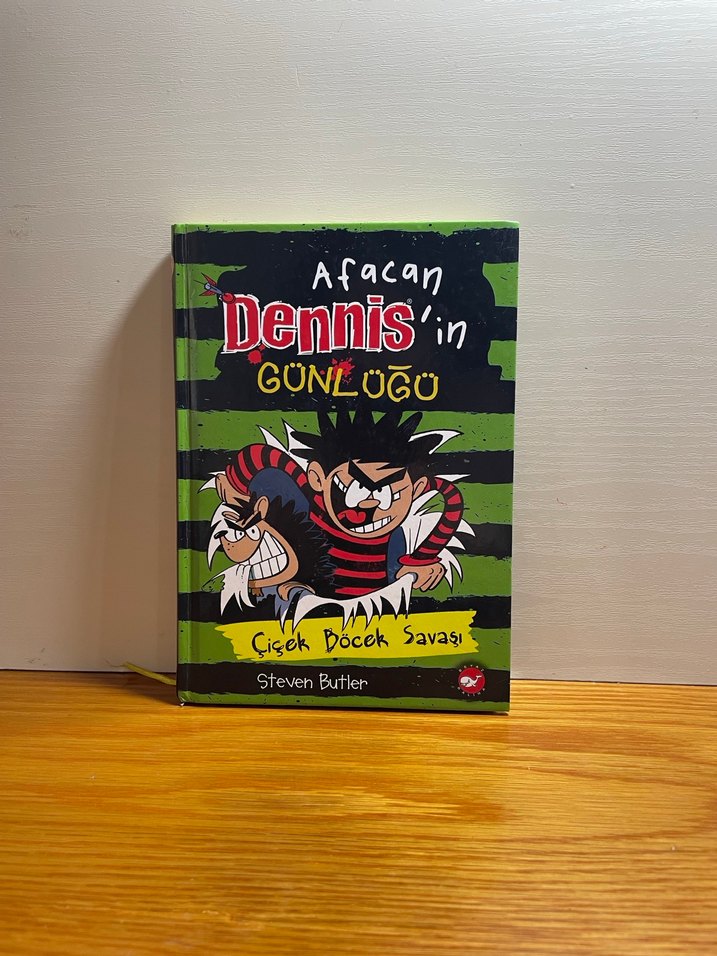 Afacan
Dennis'in
GÜNLÜĞÜ
Çiçek Böcek Savaşı
Steven Butler